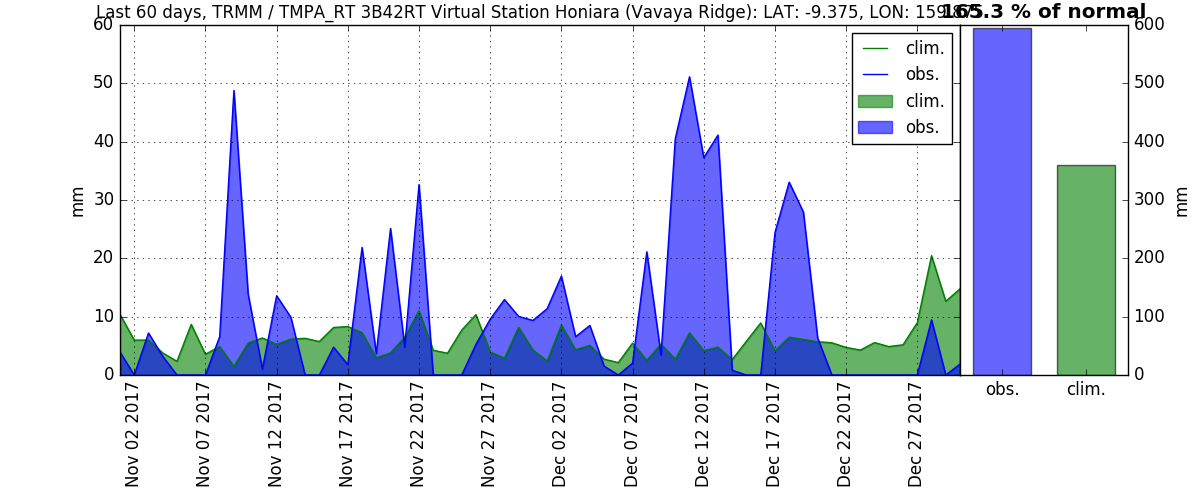 Last 60 days, TRMM / TMPA_RT 3B42RT Virtual Station Honiara (Vavaya Ridge): LAT: -9.375, LON:
165.3 % of normal
60
50
40
30
20
10
0
mm
clim.
obs.
clim.
obs.
600
500
400
300
200
100
0
mm
Nov 02 2017
Nov 07 2017
Nov 12 2017
Nov 17 2017
Nov 22 2017
Nov 27 2017
Dec 02 2017
Dec 07 2017
Dec 12 2017
Dec 17 2017
Dec 22 2017
Dec 27 2017
obs.
clim.